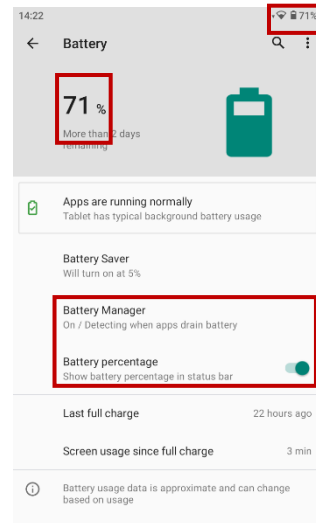 14:22 71%
Battery
71 %
More than 2 days
remaining
Apps are running normally
Tablet has typical background battery usage
Battery Saver
Will turn on at 5%
Battery Manager
On / Detecting when apps drain battery
Battery percentage
Show battery percentage in status bar
Last full charge 22 hours ago
Screen usage since full charge 3 min
Battery usage data is approximate and can change
based on usage